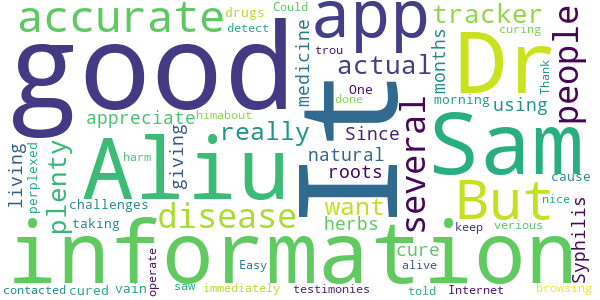 accurate
drugs
Could
detect
curing
app
tracker
people
good
trou
medicine
actual
months
Dr
appreciate
himabout
One
done
morning
using
Thank
living
perplexed
plenty
giving
really
Since
several
It
Sam
Aliu
harm
natural
roots
cause
nice
challenges
taking
disease
want
herbs
But
Syphilis
keep
verious
information
cure
alive
operate
Easy
contacted
cured
vain
saw
immediately
testimonies
told
Internet
browsing